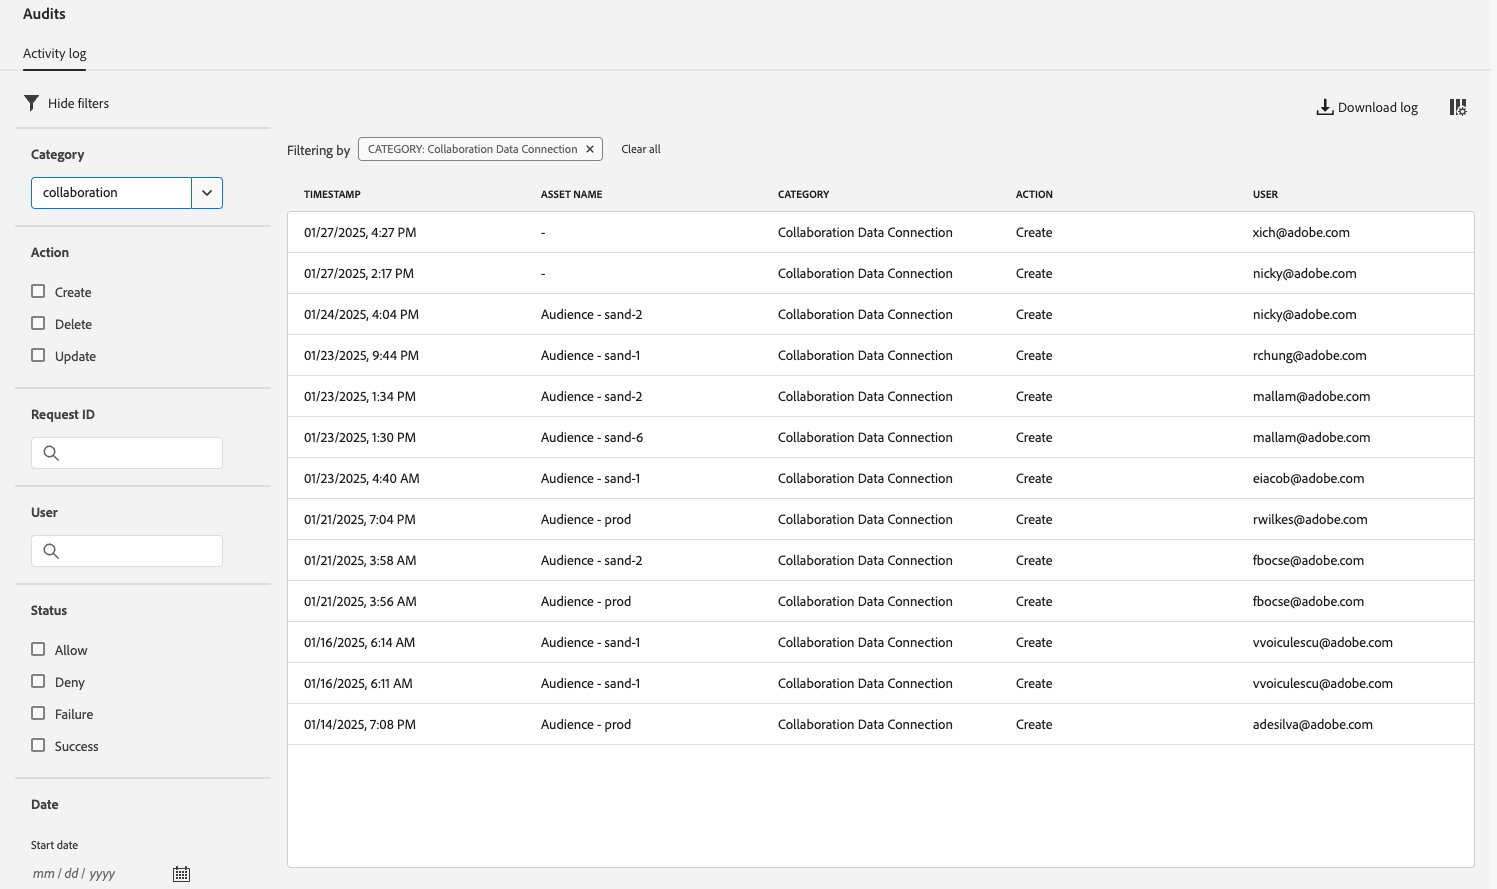 Audits
Activity log
Hide filters
Download log
Category
collaboration
Action
Create
Delete
Update
Request ID
User
Status
Allow
Deny
Failure
Success
Date
Start date
mm / dd / yyyy
Filtering by CATEGORY: Collaboration Data Connection Clear all
TIMESTAMP ASSET NAME CATEGORY ACTION USER
01/27/2025, 4:27 PM - Collaboration Data Connection Create xich@adobe.com
01/27/2025, 2:17 PM - Collaboration Data Connection Create nicky@adobe.com
01/24/2025, 4:04 PM Audience - sand-2 Collaboration Data Connection Create nicky@adobe.com
01/23/2025, 9:44 PM Audience - sand-1 Collaboration Data Connection Create rchung@adobe.com
01/23/2025, 1:34 PM Audience - sand-2 Collaboration Data Connection Create mallam@adobe.com
01/23/2025, 1:30 PM Audience - sand-6 Collaboration Data Connection Create mallam@adobe.com
01/23/2025, 4:40 AM Audience - sand-1 Collaboration Data Connection Create eiacob@adobe.com
01/21/2025, 7:04 PM Audience - prod Collaboration Data Connection Create rwilkes@adobe.com
01/21/2025, 3:58 AM Audience - sand-2 Collaboration Data Connection Create fbocse@adobe.com
01/21/2025, 3:56 AM Audience - prod Collaboration Data Connection Create fbocse@adobe.com
01/16/2025, 6:14 AM Audience - sand-1 Collaboration Data Connection Create vvoiculescu@adobe.com
01/16/2025, 6:11 AM Audience - sand-1 Collaboration Data Connection Create vvoiculescu@adobe.com
01/14/2025, 7:08 PM Audience - prod Collaboration Data Connection Create adesilva@adobe.com